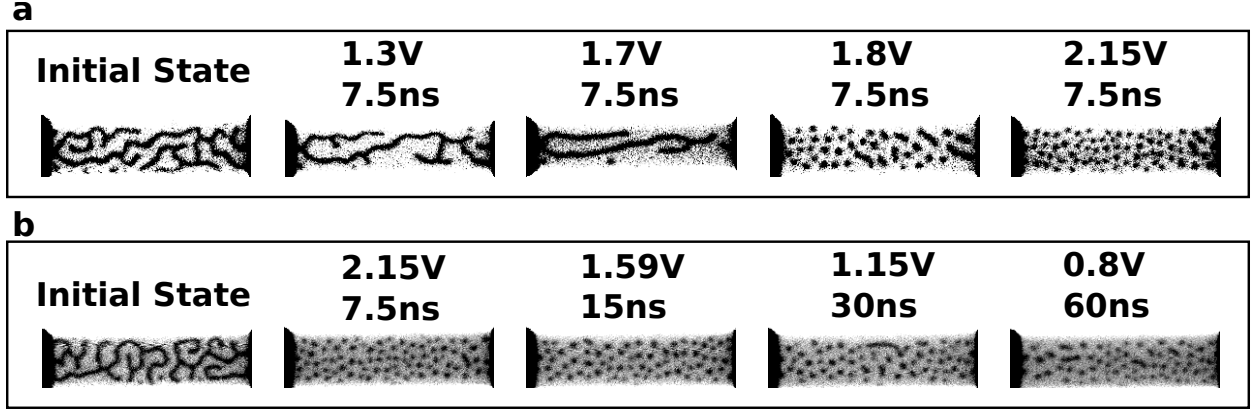 a
Initial State
1.3V
7.5ns
1.7V
7.5ns
1.8V
7.5ns
2.15V
7.5ns
b
Initial State
2.15V
7.5ns
1.59V
15ns
1.15V
30ns
0.8V
60ns